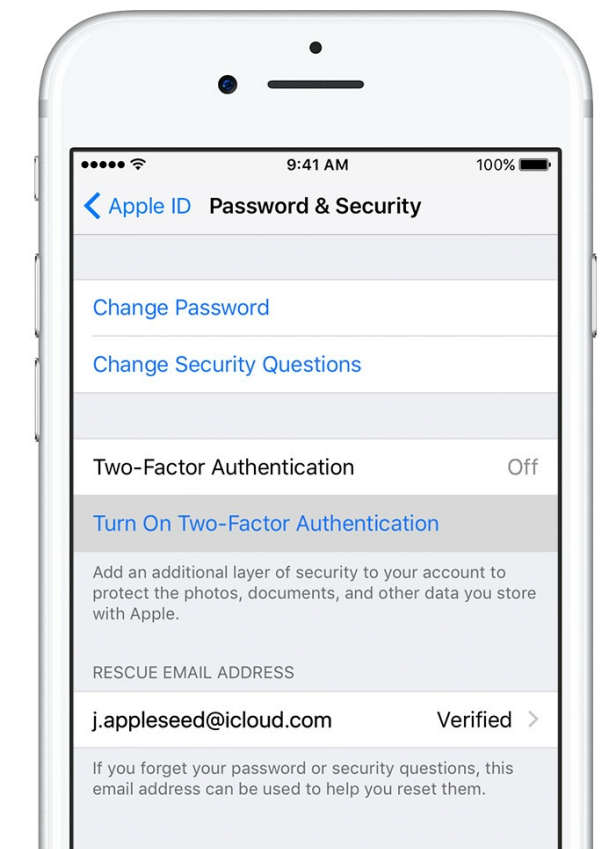 9:41 AM
100%
Apple ID
Password & Security
Change Password
Change Security Questions
Two-Factor Authentication
Off
Turn On Two-Factor Authentication
Add an additional layer of security to your account to
protect the photos, documents, and other data you store
with Apple.
RESCUE EMAIL ADDRESS
j.appleseed@icloud.com
Verified
If you forget your password or security questions, this
email address can be used to help you reset them.